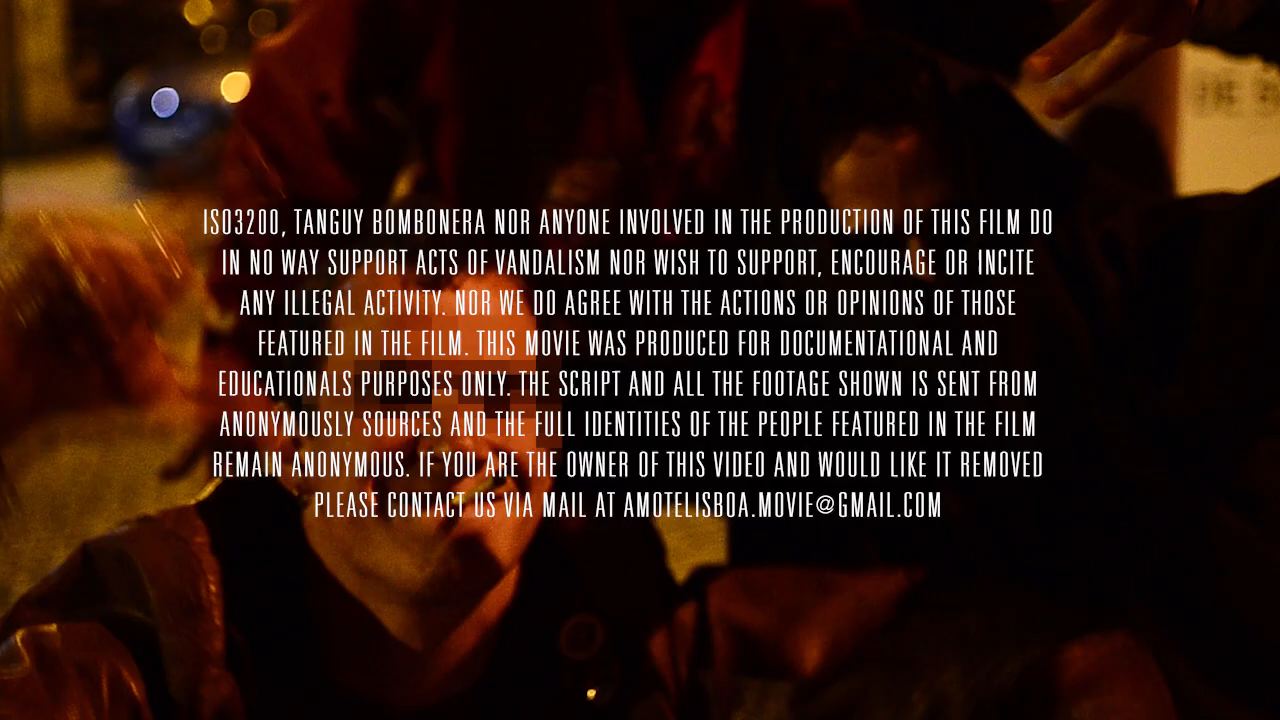 ISO3200, TANGUY BOMBONERA NOR ANYONE INVOLVED IN THE PRODUCTION OF THIS FILM DO
IN NO WAY SUPPORT ACTS OF VANDALISM NOR WISH TO SUPPORT, ENCOURAGE OR INCITE
ANY ILLEGAL ACTIVITY. NOR WE DO AGREE WITH THE ACTIONS OR OPINIONS OF THOSE
FEATURED IN THE FILM. THIS MOVIE WAS PRODUCED FOR DOCUMENTATIONAL AND
EDUCATIONALS PURPOSES ONLY. THE SCRIPT AND ALL THE FOOTAGE SHOWN IS SENT FROM
ANONYMOUSLY SOURCES AND THE FULL IDENTITIES OF THE PEOPLE FEATURED IN THE FILM
REMAIN ANONYMOUS. IF YOU ARE THE OWNER OF THIS VIDEO AND WOULD LIKE IT REMOVED
PLEASE CONTACT US VIA MAIL AT AMOTELISBOA.MOVIE@GMAIL.COM